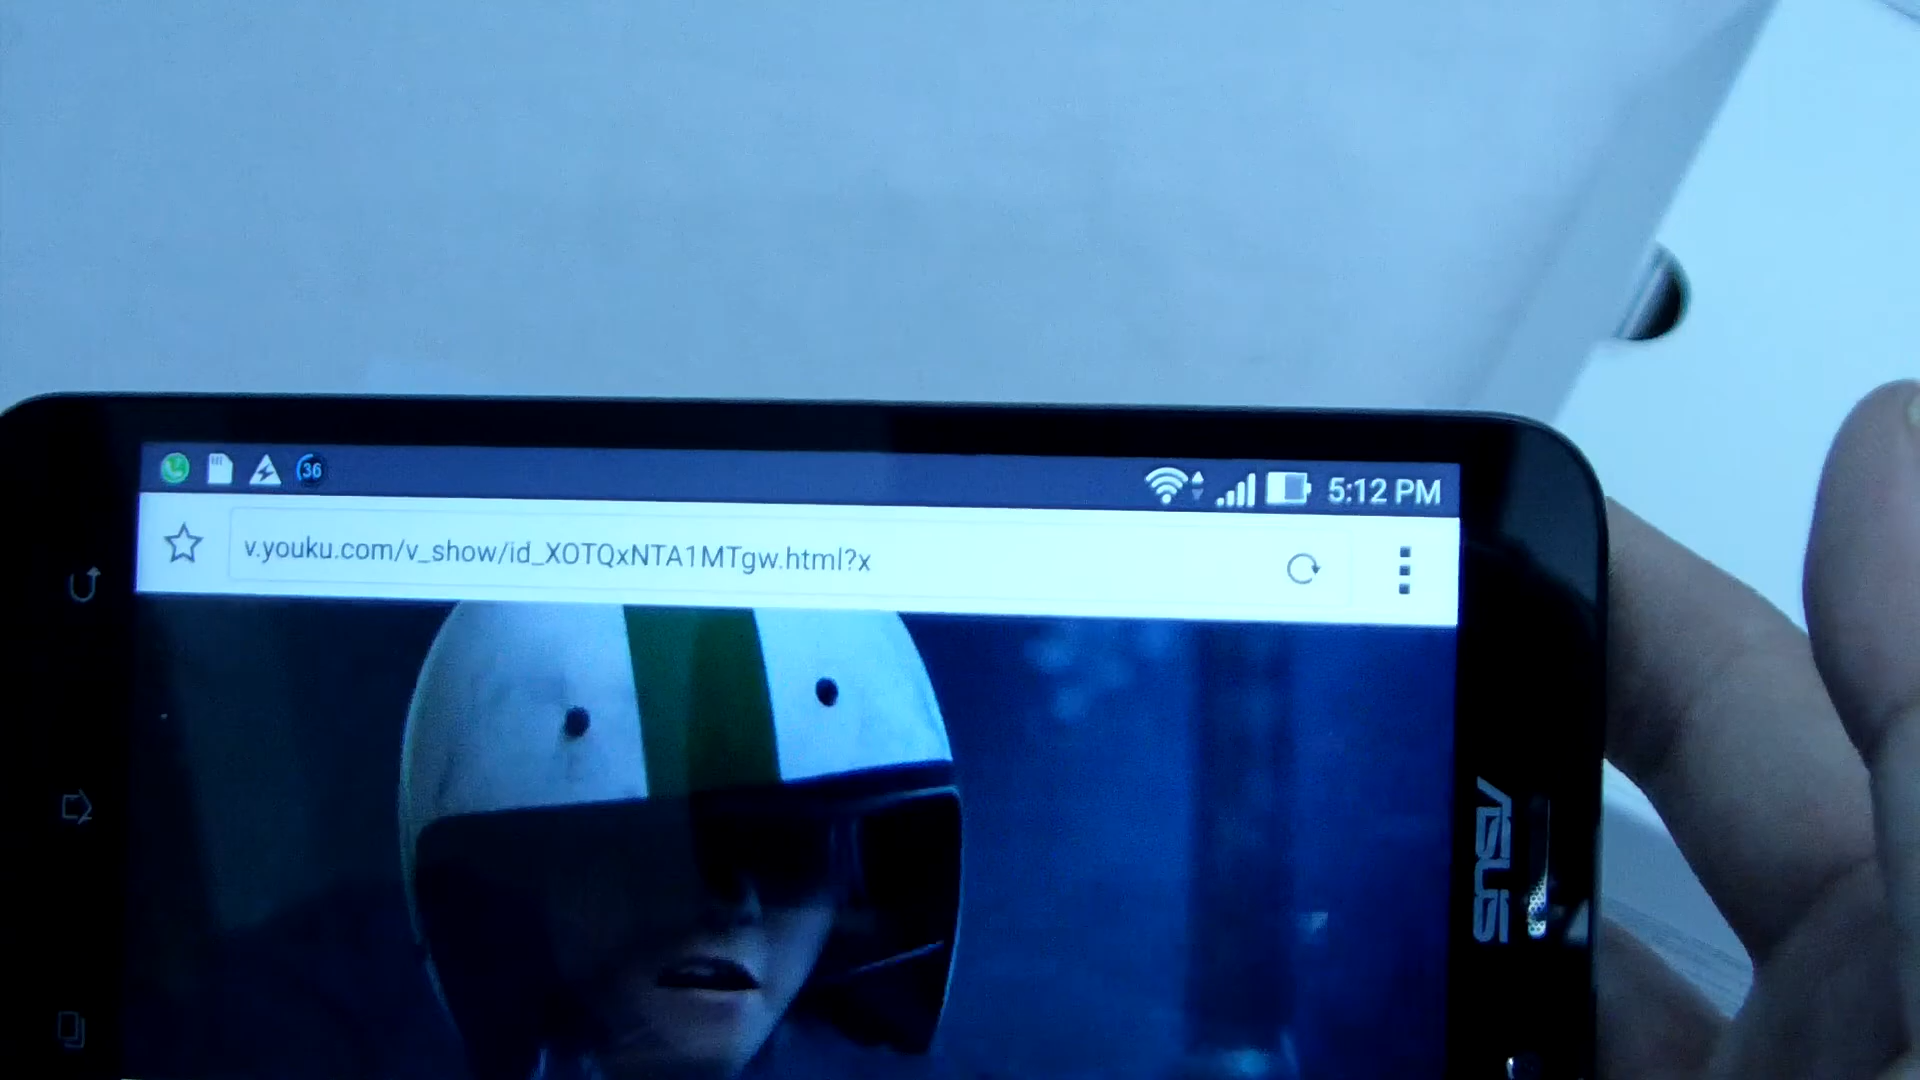 36
5:12 PM
v.youku.com/v_show/id_XOTQxNTA1MTgw.html?x
ASUS